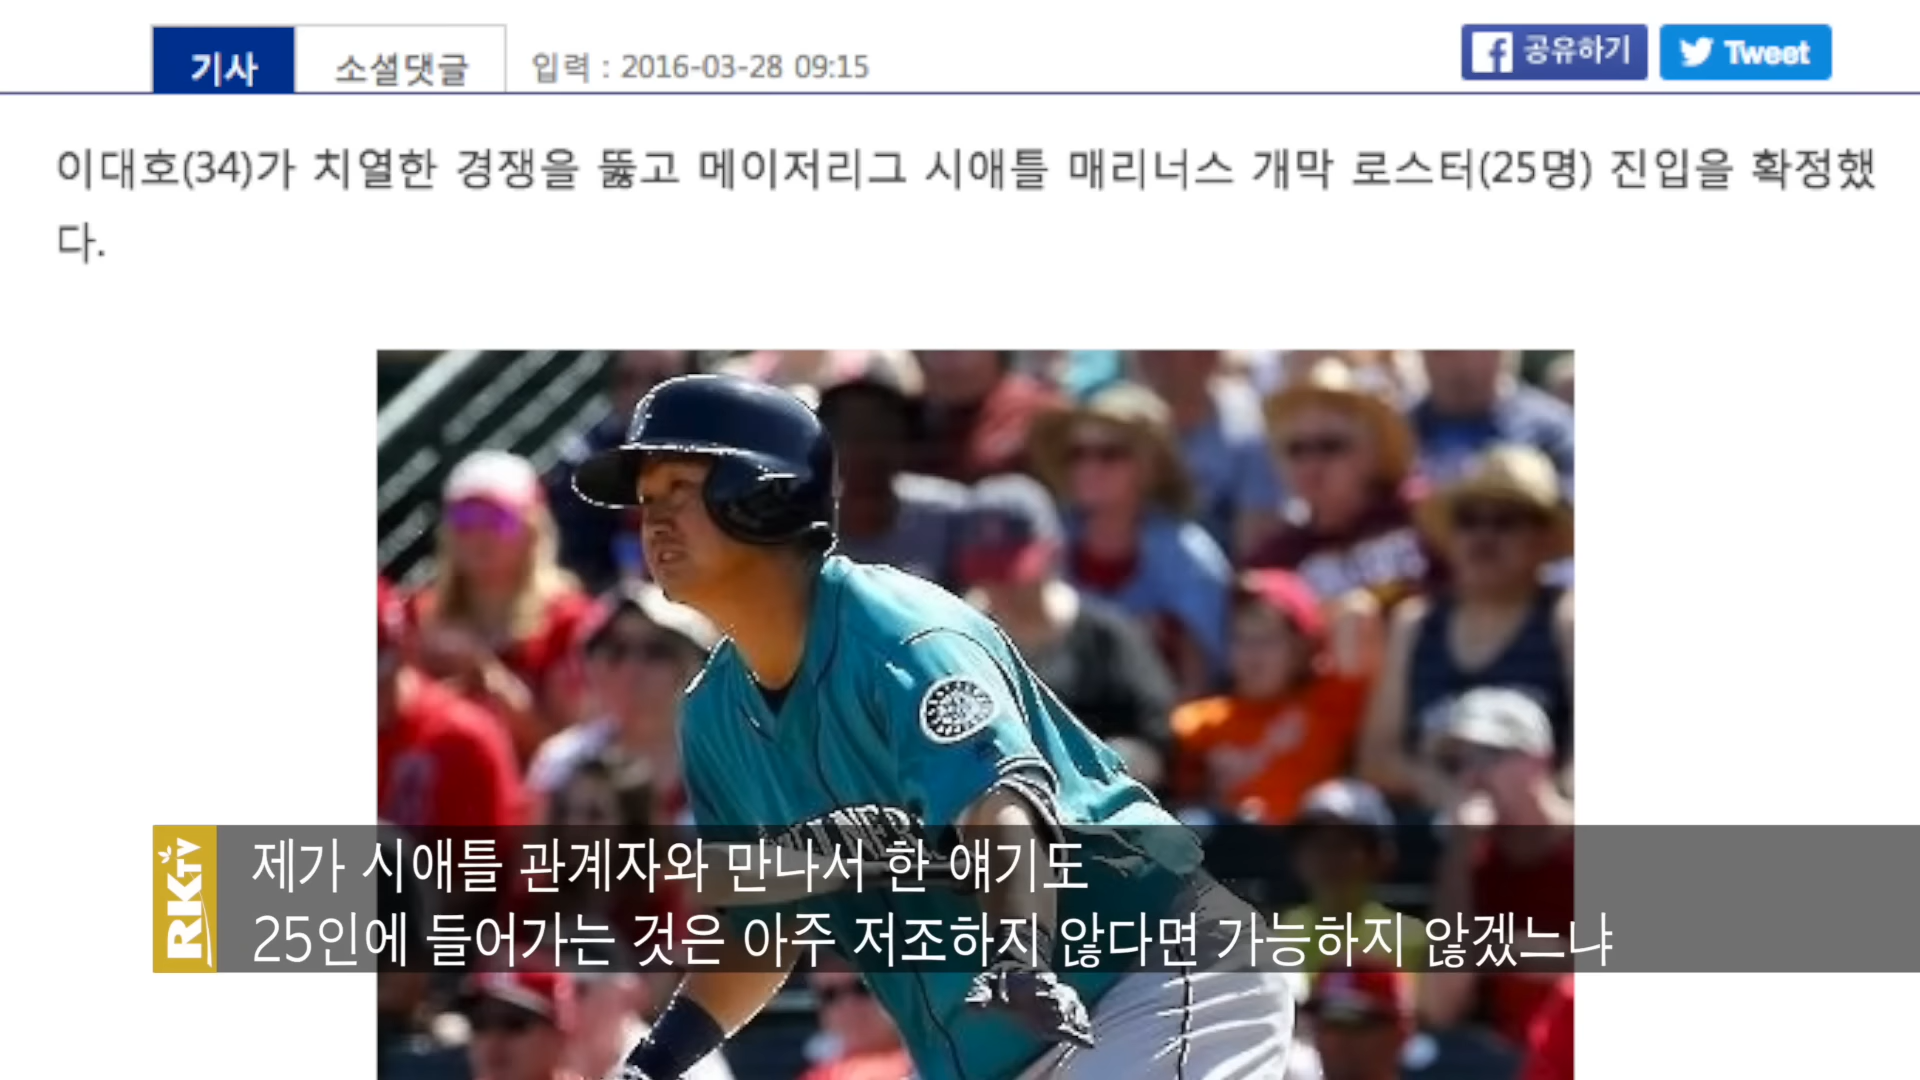 기사 소셜댓글 입력 : 2016-03-28 09:15 공유하기 Tweet
이대호(34)가 치열한 경쟁을 뚫고 메이저리그 시애틀 매리너스 개막 로스터(25명) 진입을 확정했
다.
RKTV
제가 시애틀 관계자와 만나서 한 얘기도
25인에 들어가는 것은 아주 저조하지 않다면 가능하지 않겠느냐